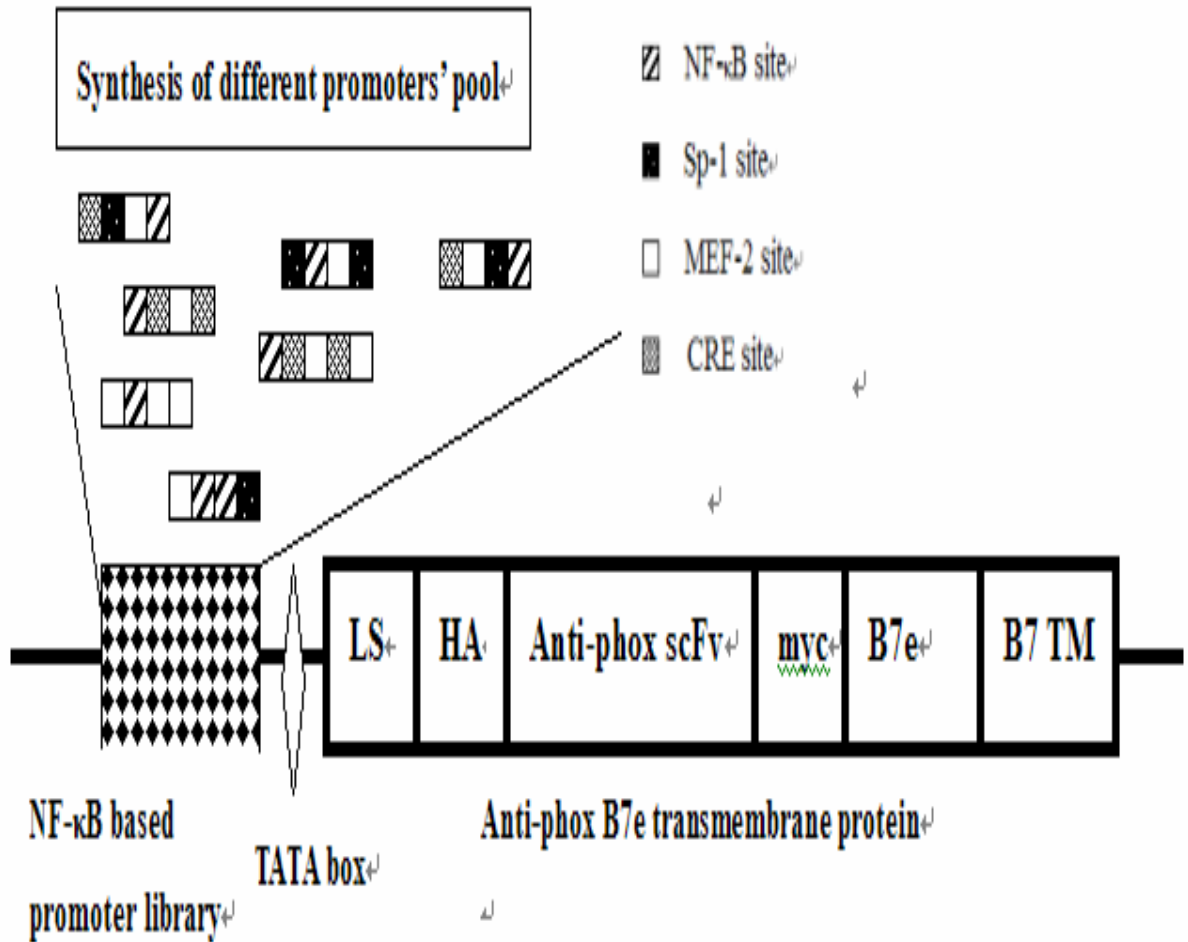 Synthesis of different promoters' pool
NF-κB site
Sp-1 site
MEF-2 site
CRE site
LS HA Anti-phox scFv myc B7e B7 TM
NF-κB based
promoter library
TATA box
Anti-phox B7e transmembrane protein